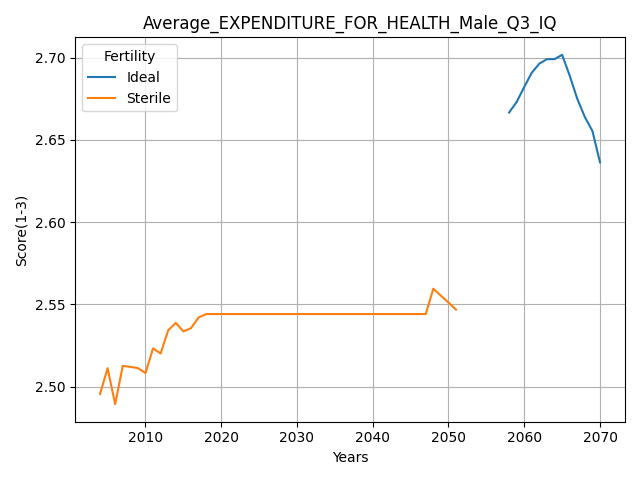 Average_EXPENDITURE_FOR_HEALTH_Male_Q3_IQ
Fertility
Ideal
Sterile
Score(1-3)
2.70
2.65
2.60
2.55
2.50
2010 2020 2030 2040 2050 2060 2070
Years